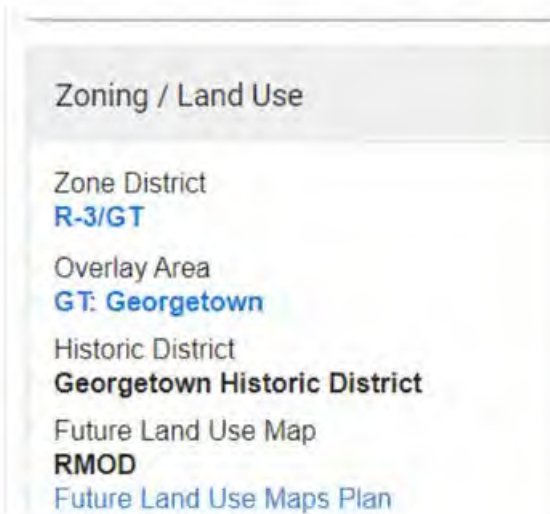 Zoning / Land Use
Zone District
R-3/GT
Overlay Area
GT: Georgetown
Historic District
Georgetown Historic District
Future Land Use Map
RMOD
Future Land Use Maps Plan